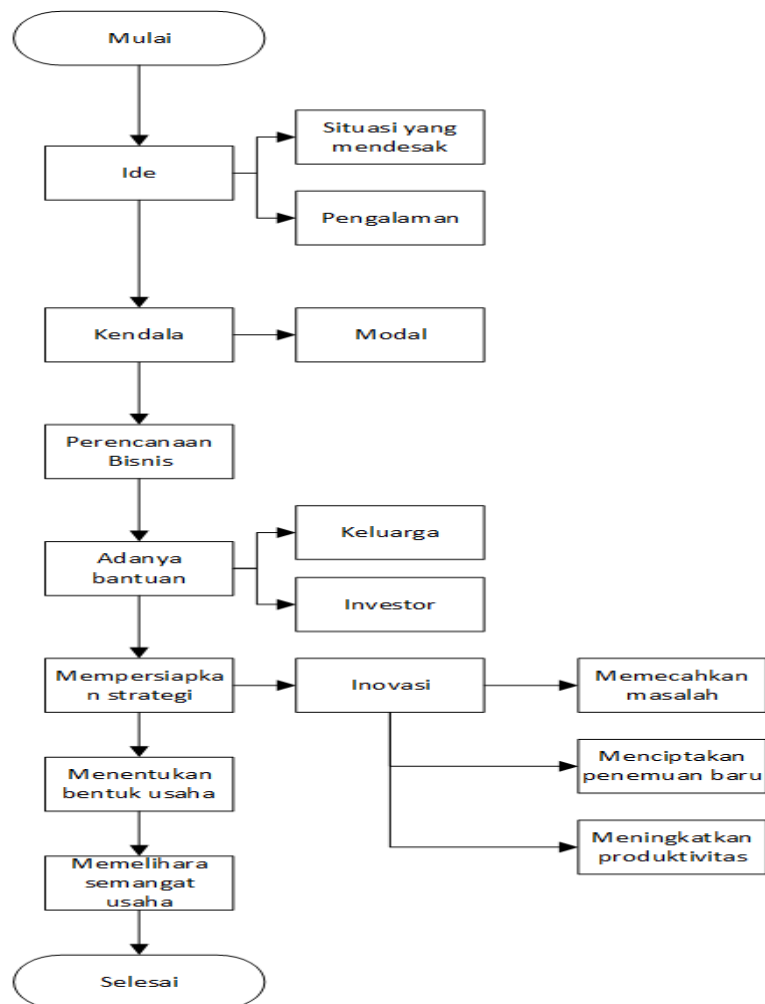 Mulai
Situasi yang
mendesak
Ide
Pengalaman
Kendala
Modal
Perencanaan
Bisnis
Keluarga
Adanya
bantuan
Investor
Mempersiapka
n strategi
Inovasi
Memecahkan
masalah
Menentukan
bentuk usaha
Menciptakan
penemuan baru
Meningkatkan
produktivitas
Memelihara
semangat
usaha
Selesai